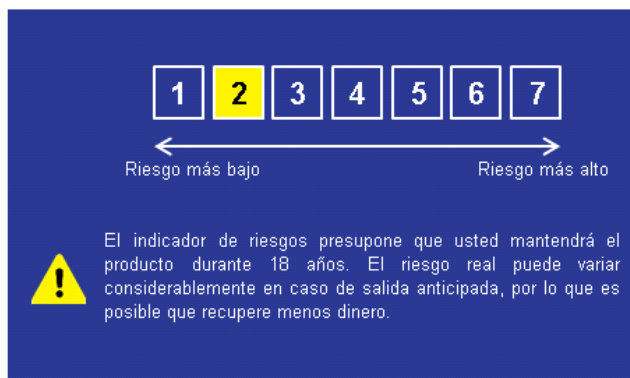 1 2 3 4 5 6 7
Riesgo más bajo Riesgo más alto
El indicador de riesgos presupone que usted mantendrá el
producto durante 18 años. El riesgo real puede variar
considerablemente en caso de salida anticipada, por lo que es
posible que recupere menos dinero.